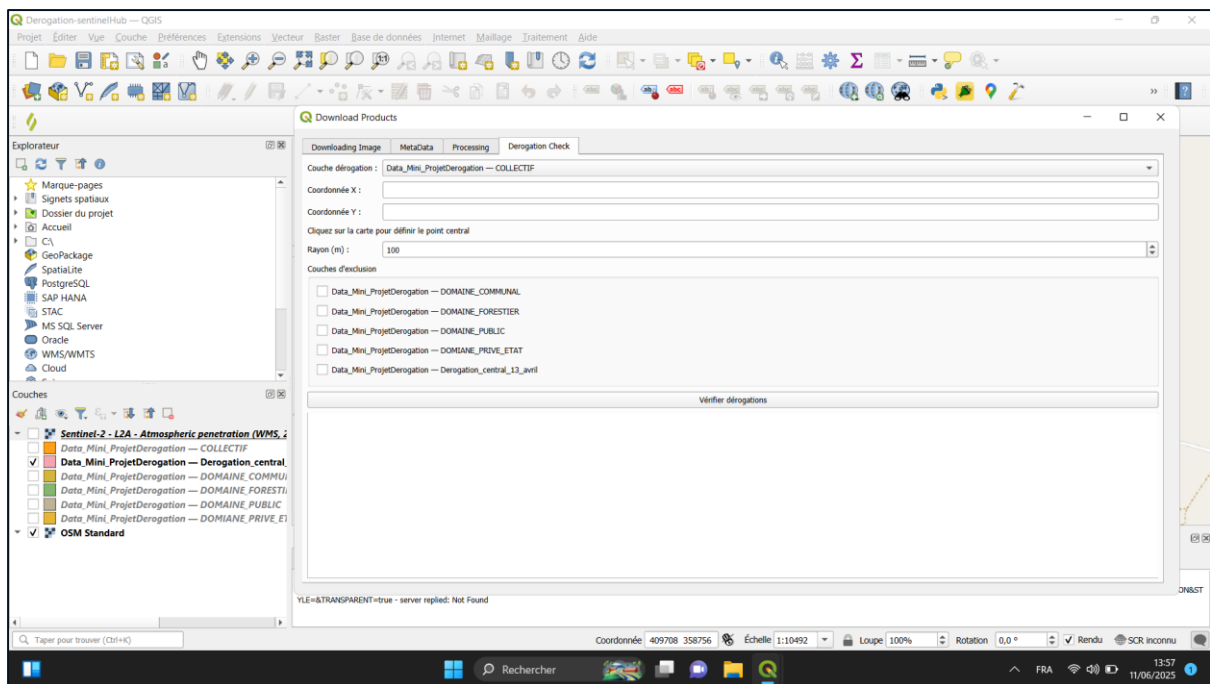 Derogation-sentinelHub — QGIS
Projet Éditer Vue Couche Préférences Extensions Vecteur Raster Base de données Internet Maillage Traitement Aide
Download Products
Explorateur
Marque-pages
Signets spatiaux
Dossier du projet
Accueil
C:\
GeoPackage
SpatiaLite
PostgreSQL
SAP HANA
STAC
MS SQL Server
Oracle
WMS/WMTS
Cloud
Downloading Image MetaData Processing Derogation Check
Couche dérogation : Data_Mini_ProjetDerogation — COLLECTIF
Coordonnée X :
Coordonnée Y :
Cliquez sur la carte pour définir le point central
Rayon (m) : 100
Couches d'exclusion
Data_Mini_ProjetDerogation — DOMAINE_COMMUNAL
Data_Mini_ProjetDerogation — DOMAINE_FORESTIER
Data_Mini_ProjetDerogation — DOMAINE_PUBLIC
Data_Mini_ProjetDerogation — DOMIANE_PRIVE_ETAT
Data_Mini_ProjetDerogation — Derogation_central_13_avril
Vérifier dérogations
Couches
Sentinel-2 - L2A - Atmospheric penetration (WMS, 2
Data_Mini_ProjetDerogation — COLLECTIF
Data_Mini_ProjetDerogation — Derogation_central_
Data_Mini_ProjetDerogation — DOMAINE_COMMU
Data_Mini_ProjetDerogation — DOMAINE_FORESTI
Data_Mini_ProjetDerogation — DOMAINE_PUBLIC
Data_Mini_ProjetDerogation — DOMIANE_PRIVE_ET
OSM Standard
ON&ST
YLE=&TRANSPARENT=true - server replied: Not Found
Taper pour trouver (Ctrl+K)
Coordonnée 409708 358756 Échelle 1:10492 Loupe 100% Rotation 0,0 ° Rendu SCR inconnu
Rechercher
FRA
13:57
11/06/2025
1